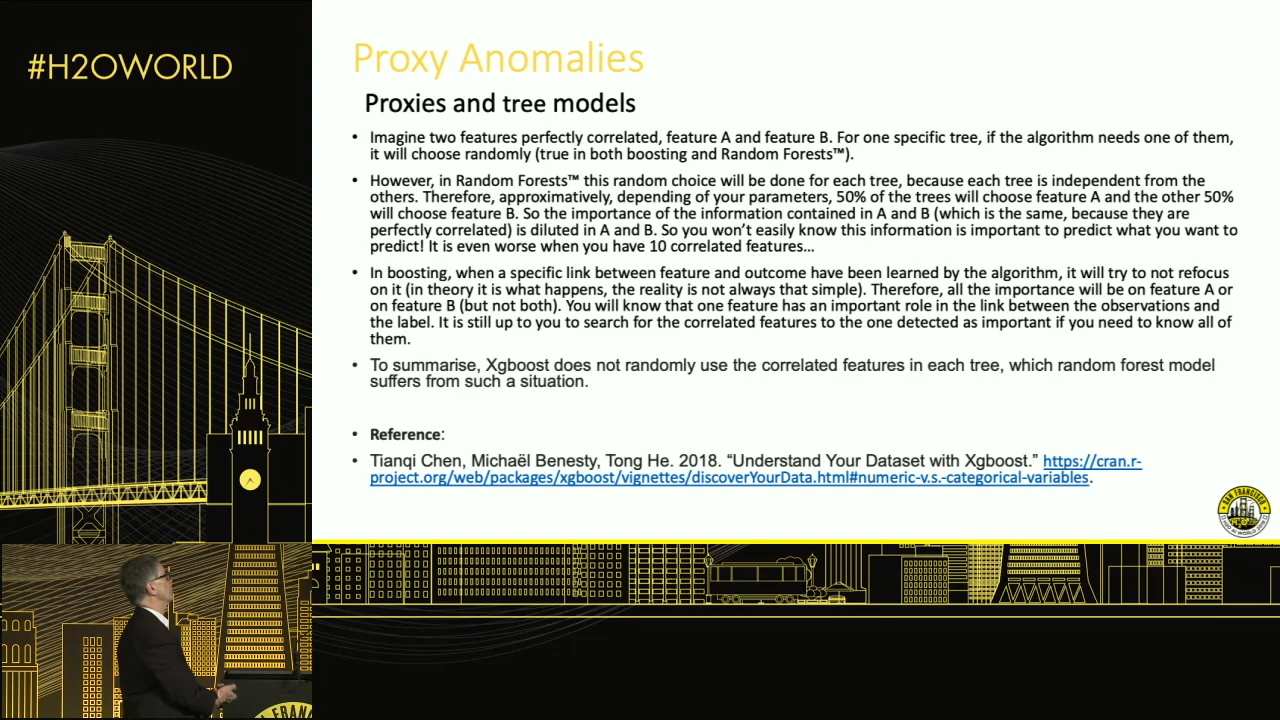 #H2OWORLD
Proxy Anomalies
Proxies and tree models
• Imagine two features perfectly correlated, feature A and feature B. For one specific tree, if the algorithm needs one of them,
it will choose randomly (true in both boosting and Random Forests™).
• However, in Random Forests™ this random choice will be done for each tree, because each tree is independent from the
others. Therefore, approximatively, depending of your parameters, 50% of the trees will choose feature A and the other 50%
will choose feature B. So the importance of the information contained in A and B (which is the same, because they are
perfectly correlated) is diluted in A and B. So you won’t easily know this information is important to predict what you want to
predict! It is even worse when you have 10 correlated features…
• In boosting, when a specific link between feature and outcome have been learned by the algorithm, it will try to not refocus
on it (in theory it is what happens, the reality is not always that simple). Therefore, all the importance will be on feature A or
on feature B (but not both). You will know that one feature has an important role in the link between the observations and
the label. It is still up to you to search for the correlated features to the one detected as important if you need to know all of
them.
• To summarise, Xgboost does not randomly use the correlated features in each tree, which random forest model
suffers from such a situation.
• Reference:
• Tianqi Chen, Michaël Benesty, Tong He. 2018. “Understand Your Dataset with Xgboost.” https://cran.r-
project.org/web/packages/xgboost/vignettes/discoverYourData.html#numeric-v.s.-categorical-variables.
SAN FRANCISCO